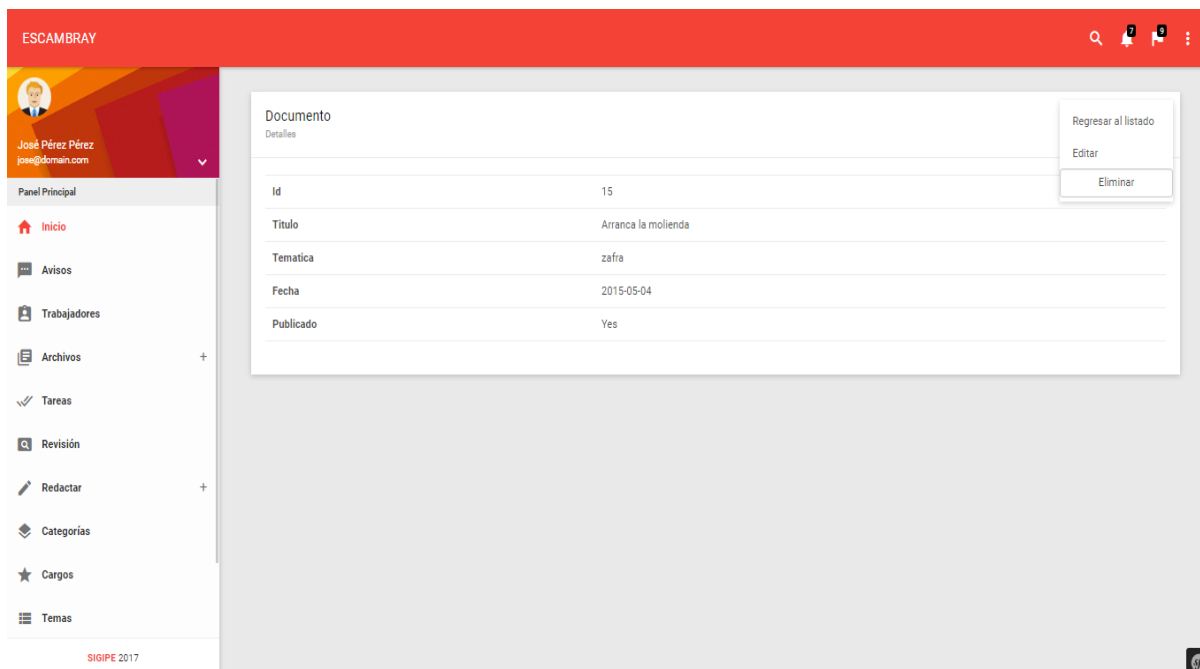 ESCAMBRAY
7
9
José Pérez Pérez
jose@domain.com
Panel Principal
Inicio
Avisos
Trabajadores
Archivos +
Tareas
Revisión
Redactar +
Categorías
Cargos
Temas
SIGIPE 2017
Documento
Detalles
Regresar al listado
Editar
Eliminar
Id 15
Titulo Arranca la molienda
Tematica zafra
Fecha 2015-05-04
Publicado Yes